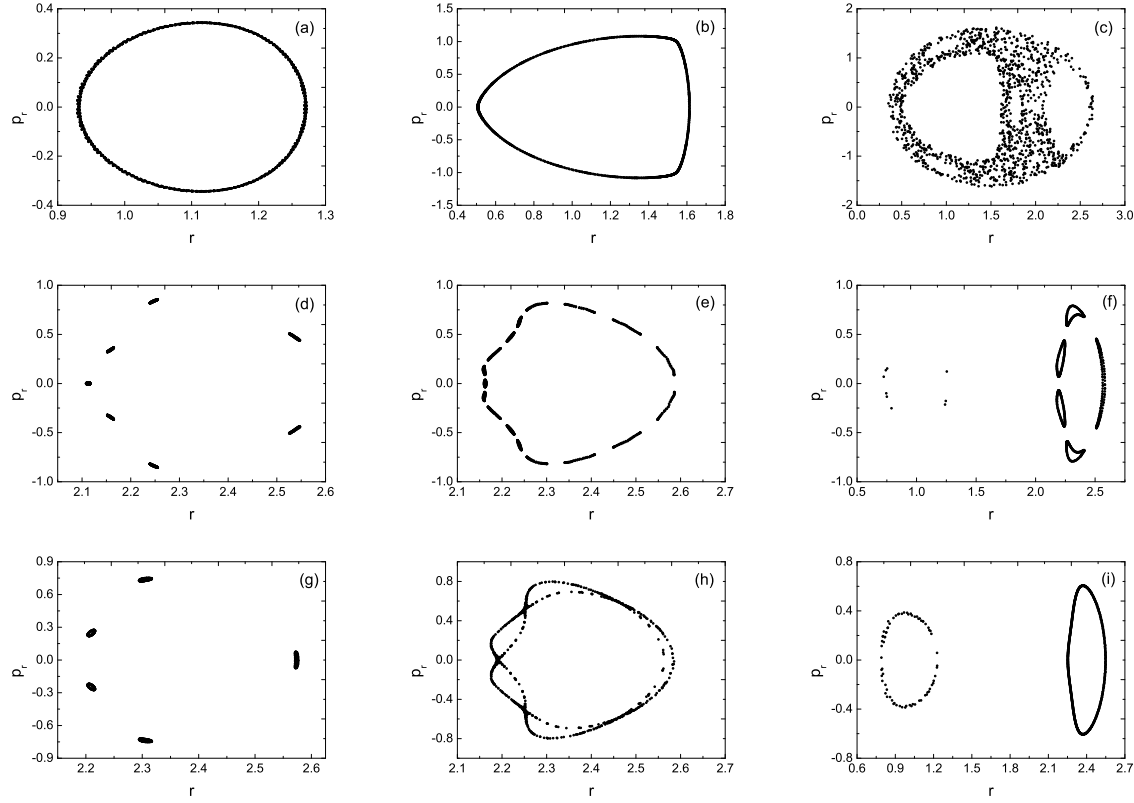 0.4
0.2
0.0
-0.2
-0.4
0.9 1.0 1.1 1.2 1.3
p_r
r
(a)
1.5
1.0
0.5
0.0
-0.5
-1.0
-1.5
0.4 0.6 0.8 1.0 1.2 1.4 1.6 1.8
p_r
r
(b)
2
1
0
-1
-2
0.0 0.5 1.0 1.5 2.0 2.5 3.0
p_r
r
(c)
1.0
0.5
0.0
-0.5
-1.0
2.1 2.2 2.3 2.4 2.5 2.6
p_r
r
(d)
1.0
0.5
0.0
-0.5
-1.0
2.1 2.2 2.3 2.4 2.5 2.6 2.7
p_r
r
(e)
1.0
0.5
0.0
-0.5
-1.0
0.5 1.0 1.5 2.0 2.5
p_r
r
(f)
0.9
0.6
0.3
0.0
-0.3
-0.6
-0.9
2.2 2.3 2.4 2.5 2.6
p_r
r
(g)
0.8
0.4
0.0
-0.4
-0.8
2.1 2.2 2.3 2.4 2.5 2.6 2.7
p_r
r
(h)
0.8
0.4
0.0
-0.4
-0.8
0.6 0.9 1.2 1.5 1.8 2.1 2.4 2.7
p_r
r
(i)